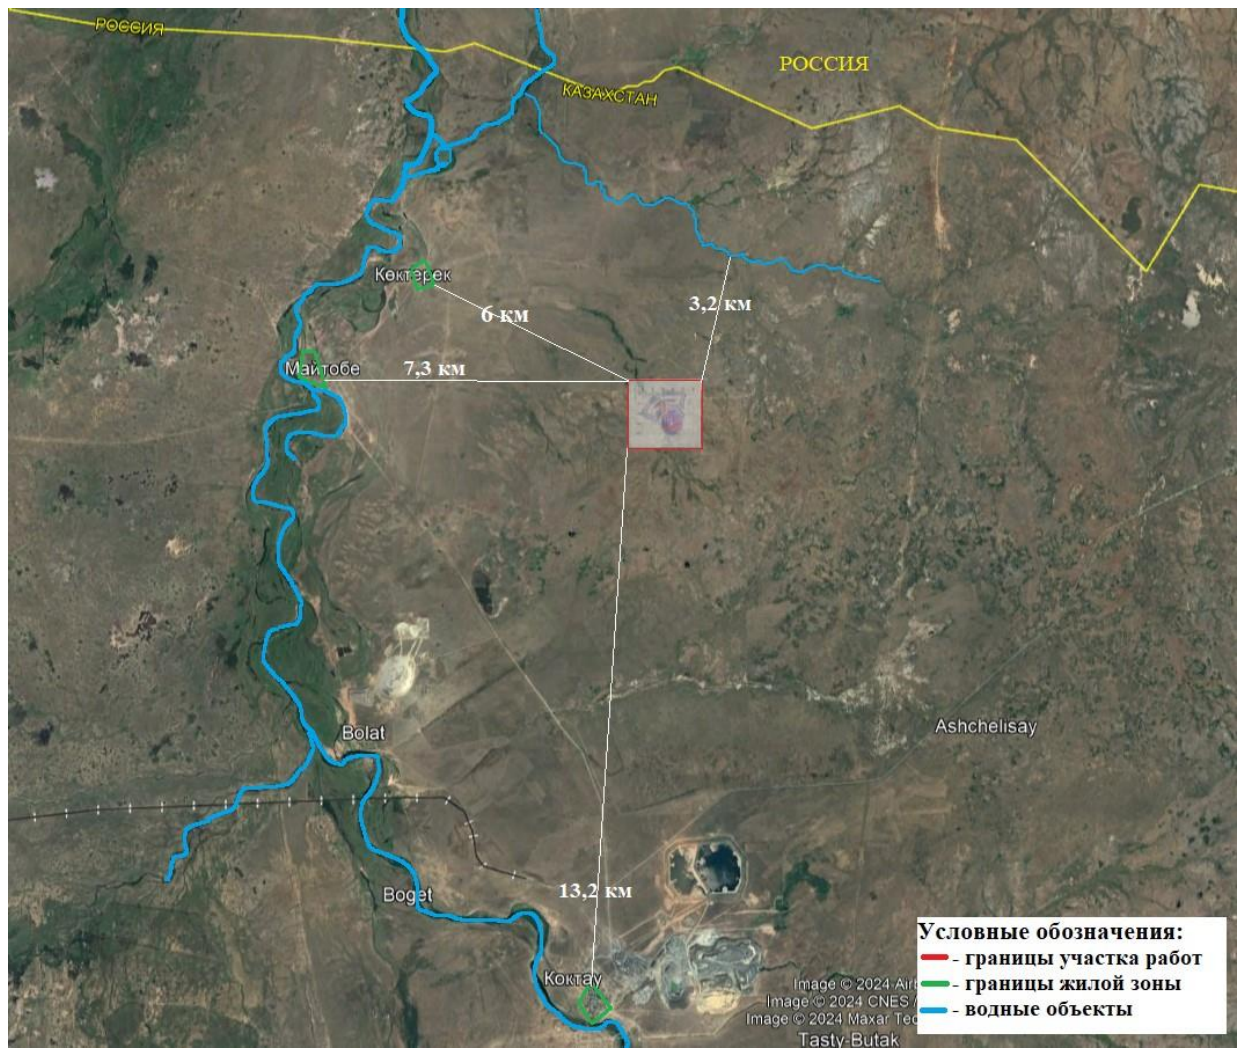 РОССИЯ
РОССИЯ
КАЗАХСТАН
Көктерек
6 км
3,2 км
Майтобе
7,3 км
Bolat
Ashchelisay
13,2 км
Boget
Коктау
Условные обозначения:
- границы участка работ
- границы жилой зоны
- водные объекты
Image © 2024 Airb
Image © 2024 CNES /
Image © 2024 Maxar Tec
Tasty-Butak